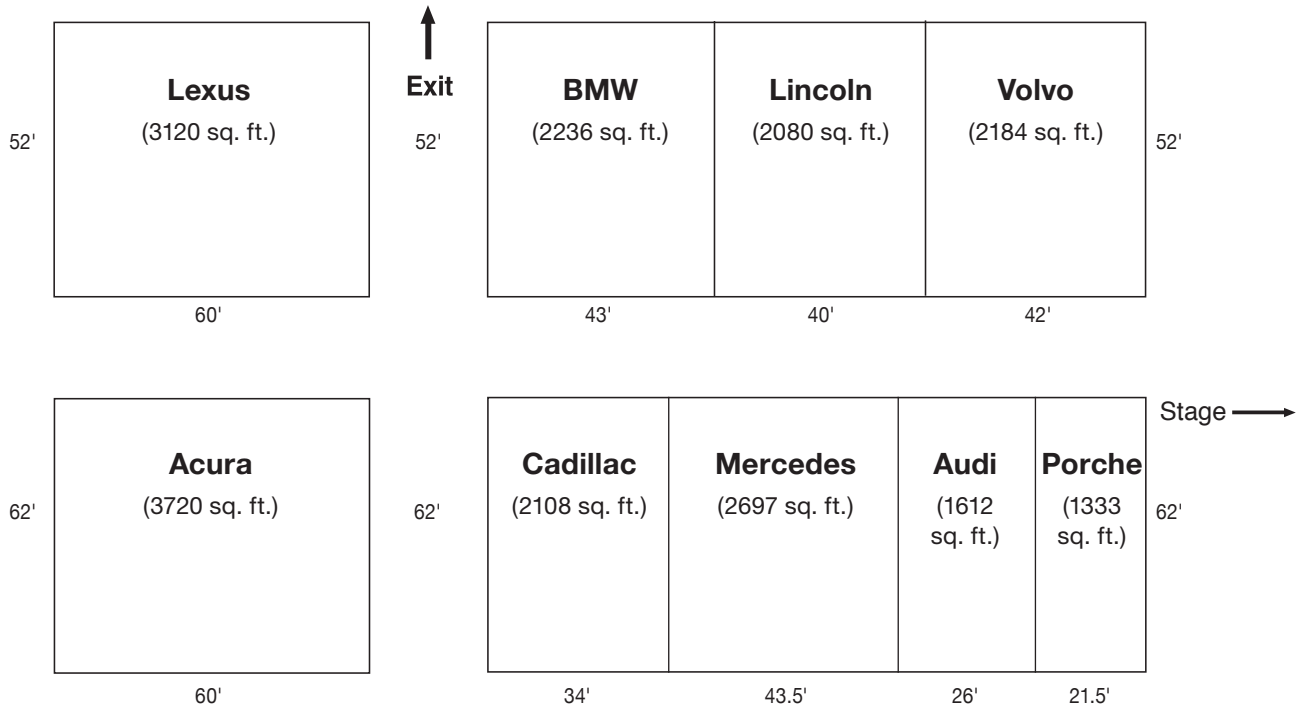 Exit
Lexus
(3120 sq. ft.)
BMW
(2236 sq. ft.)
Lincoln
(2080 sq. ft.)
Volvo
(2184 sq. ft.)
52'
52'
52'
60'
43'
40'
42'
Stage
Acura
(3720 sq. ft.)
Cadillac
(2108 sq. ft.)
Mercedes
(2697 sq. ft.)
Audi
(1612
sq. ft.)
Porche
(1333
sq. ft.)
62'
62'
62'
60'
34'
43.5'
26'
21.5'